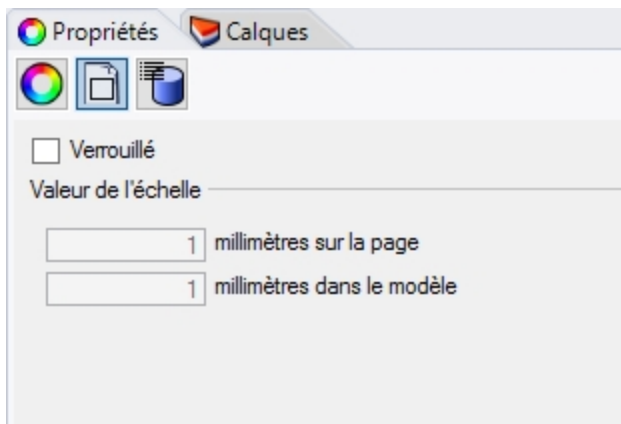 Propriétés Calques
Verrouillé
Valeur de l'échelle
1 millimètres sur la page
1 millimètres dans le modèle